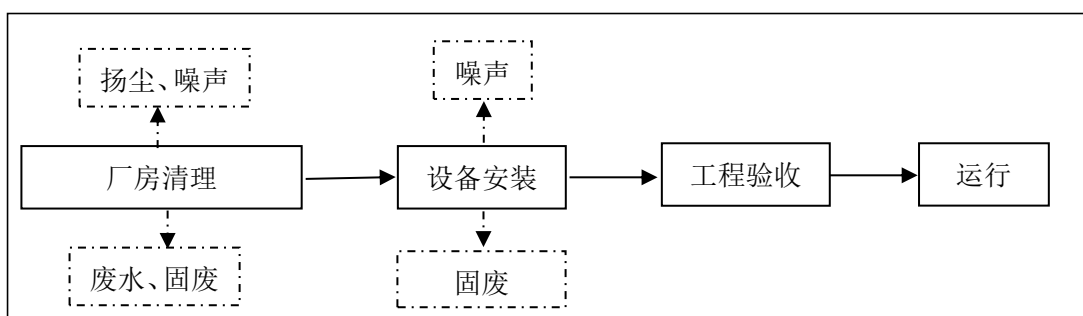 扬尘、噪声
噪声
厂房清理
设备安装
工程验收
运行
废水、固废
固废